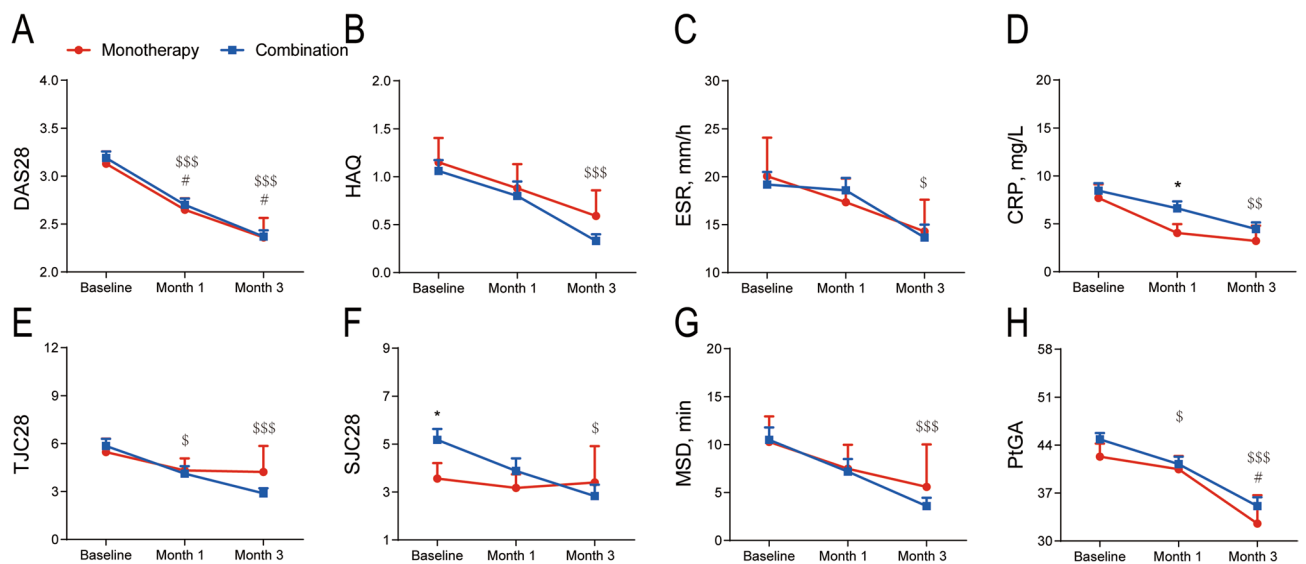 A
B
C
D
Monotherapy
Combination
DAS28
4.0
3.5
3.0
2.5
2.0
$$$
#
$$$
#
Baseline
Month 1
Month 3
HAQ
2.0
1.5
1.0
0.5
0.0
$$$
Baseline
Month 1
Month 3
ESR, mm/h
30
25
20
15
10
$
Baseline
Month 1
Month 3
CRP, mg/L
20
15
10
5
0
*
$$
Baseline
Month 1
Month 3
E
F
G
H
TJC28
12
9
6
3
0
$
$$$
Baseline
Month 1
Month 3
SJC28
9
7
5
3
1
*
$
Baseline
Month 1
Month 3
MSD, min
20
15
10
5
0
$$$
Baseline
Month 1
Month 3
PtGA
58
51
44
37
30
$
$$$
#
Baseline
Month 1
Month 3